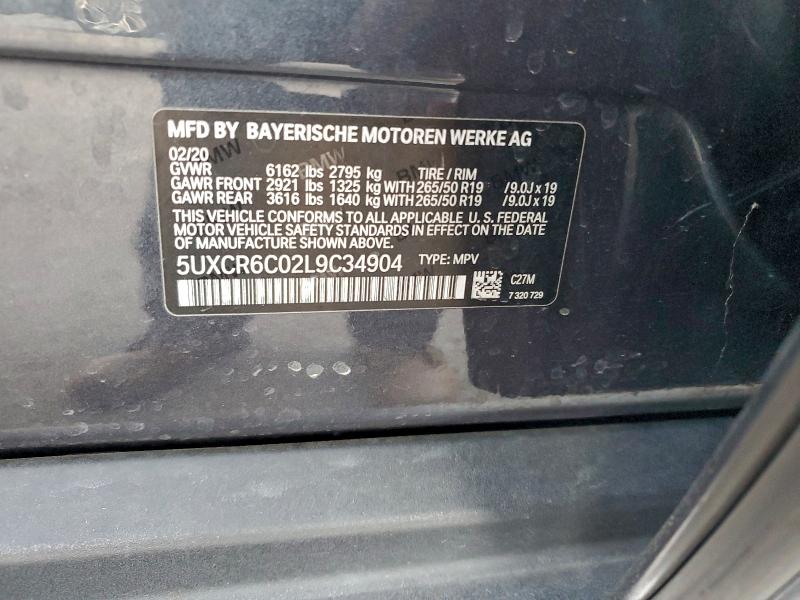 MFD BY BAYERISCHE MOTOREN WERKE AG
02/20
GVWR 6162 lbs 2795 kg TIRE / RIM
GAWR FRONT 2921 lbs 1325 kg WITH 265/50 R19 /9.0J x 19
GAWR REAR 3616 lbs 1640 kg WITH 265/50 R19 /9.0J x 19
THIS VEHICLE CONFORMS TO ALL APPLICABLE U. S. FEDERAL
MOTOR VEHICLE SAFETY STANDARDS IN EFFECT ON THE DATE
OF MANUFACTURE SHOWN ABOVE.
5UXCR6C02L9C34904 TYPE: MPV
C27M
7 320 729